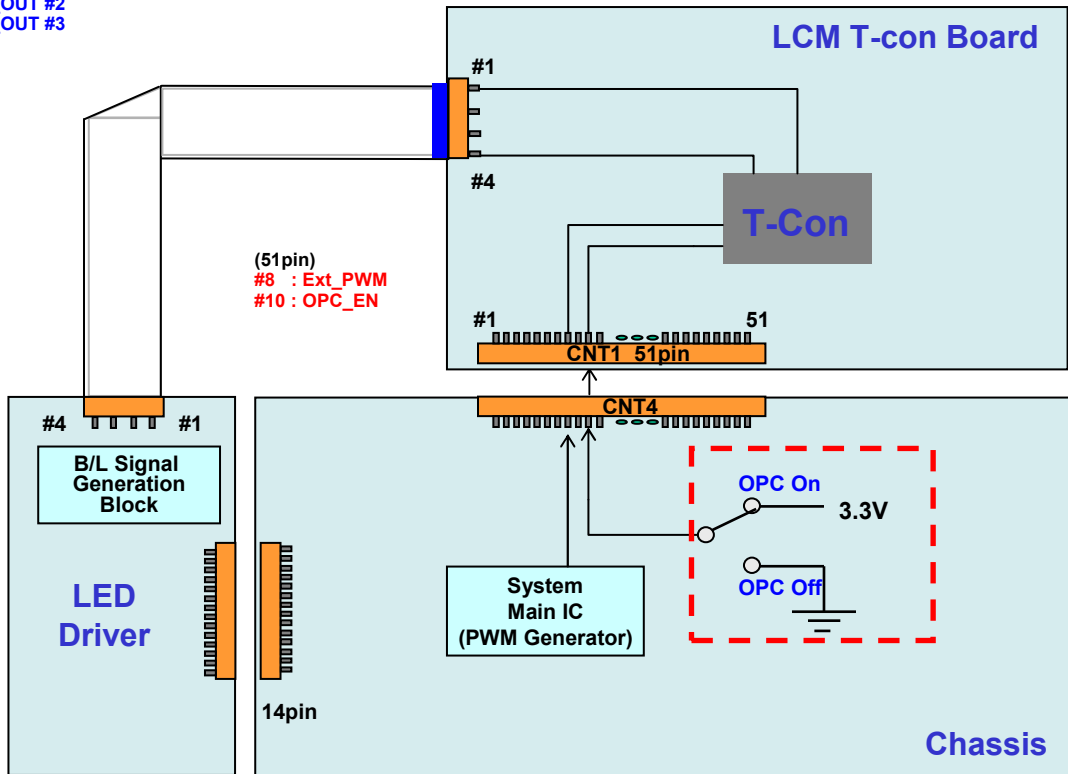 OUT #2
OUT #3
LCM T-con Board
#1
#4
T-Con
(51pin)
#8 : Ext_PWM
#10 : OPC_EN
#1
51
CNT1 51pin
CNT4
#4
#1
B/L Signal
Generation
Block
OPC On
3.3V
OPC Off
System
Main IC
(PWM Generator)
LED
Driver
14pin
Chassis